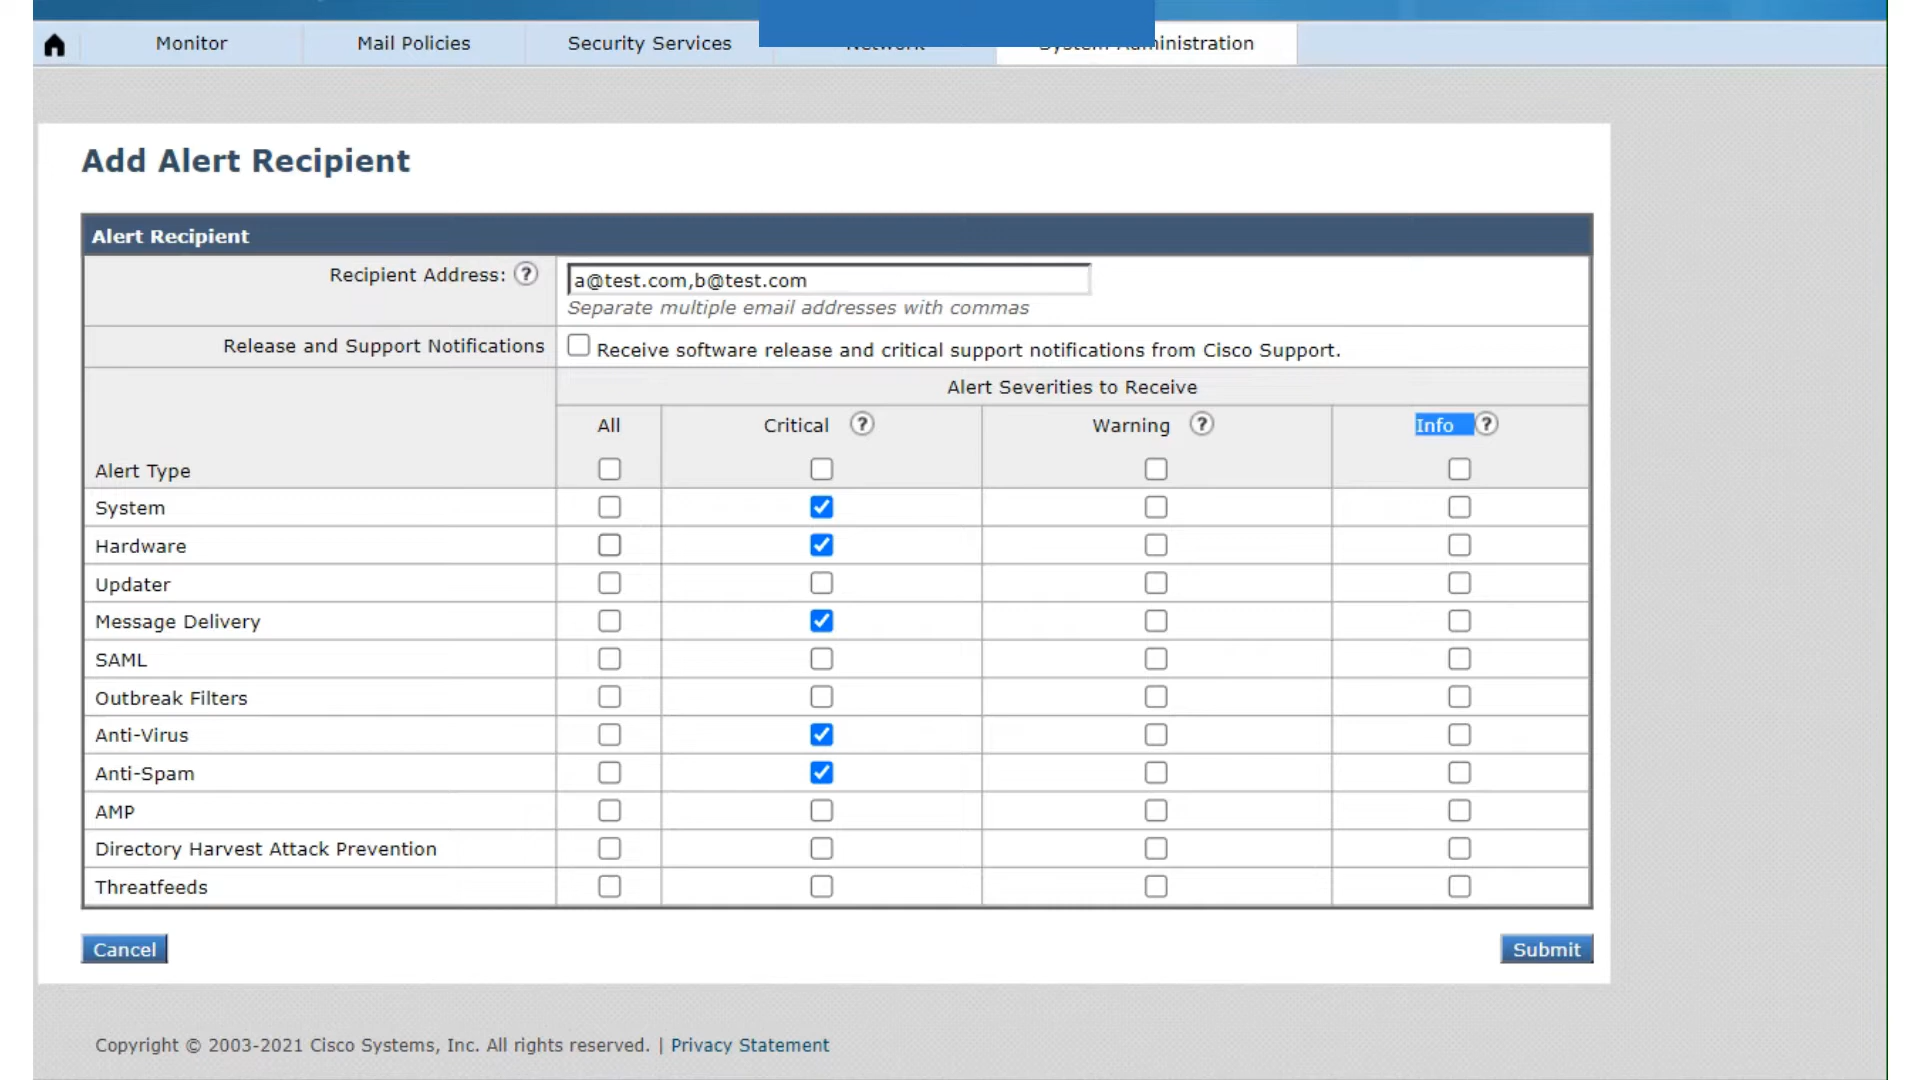 Monitor
Mail Policies
Security Services
Network
System Administration
Add Alert Recipient
Alert Recipient
Recipient Address: ?
a@test.com,b@test.com
Separate multiple email addresses with commas
Release and Support Notifications
Receive software release and critical support notifications from Cisco Support.
Alert Severities to Receive
All
Critical ?
Warning ?
Info ?
Alert Type
System
Hardware
Updater
Message Delivery
SAML
Outbreak Filters
Anti-Virus
Anti-Spam
AMP
Directory Harvest Attack Prevention
Threatfeeds
Cancel
Submit
Copyright © 2003-2021 Cisco Systems, Inc. All rights reserved. | Privacy Statement